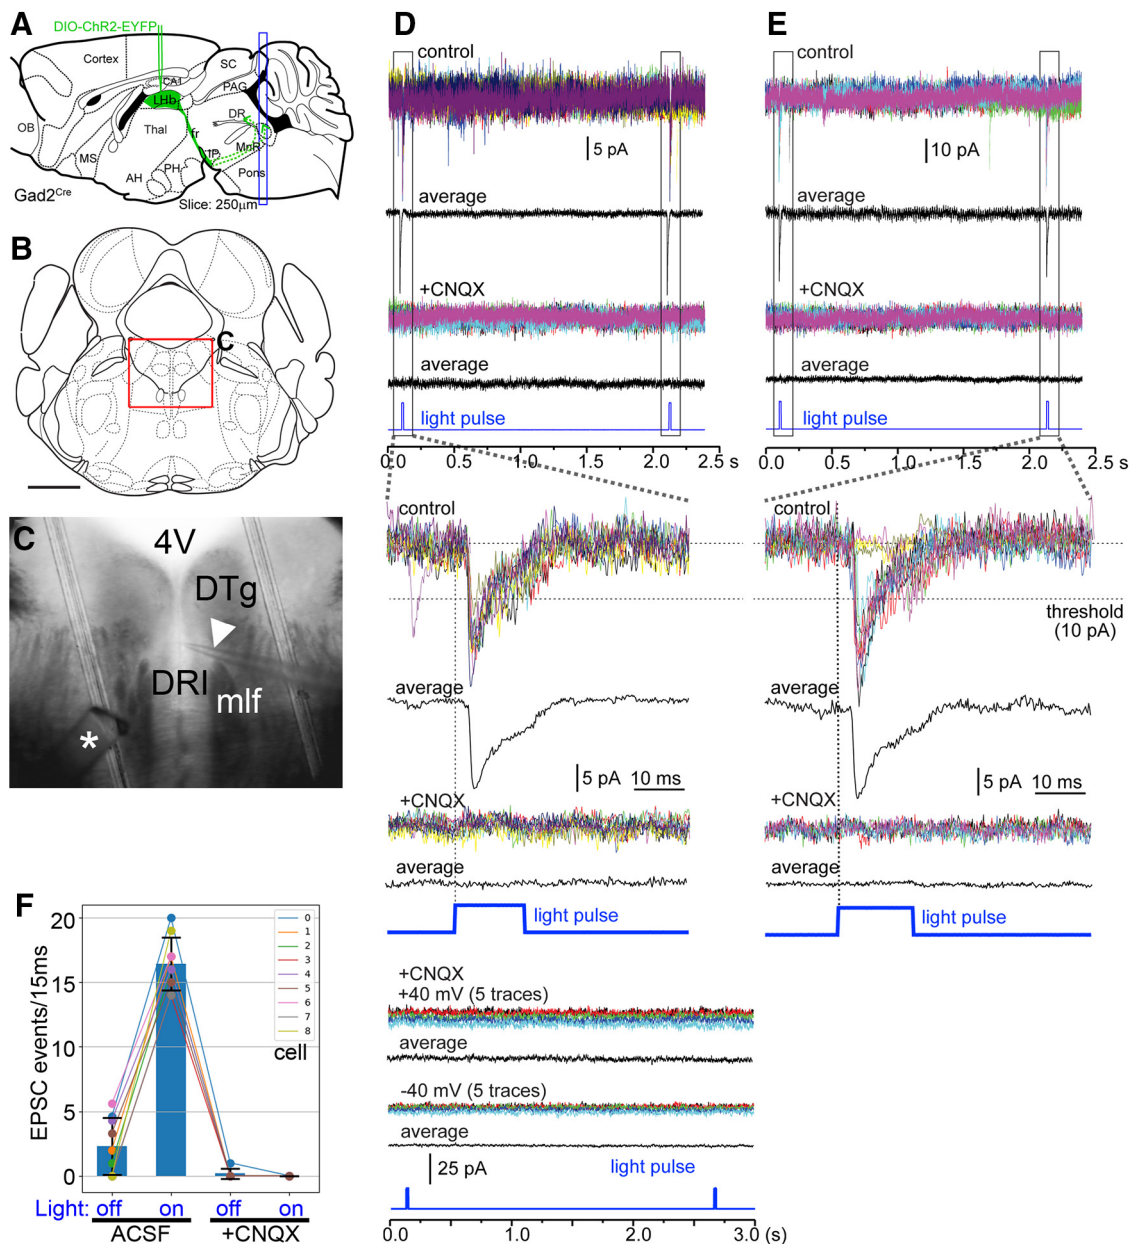 A
DIO-ChR2-EYFP
Cortex
SC
CA1
PAG
LHb
DR
OB
Thal
fr
MnR
IP
MS
PH
AH
Pons
Gad2Cre
Slice: 250µm
B
C
C
4V
DTg
DRl
mlf
*
D
control
5 pA
average
+CNQX
average
light pulse
0.0 0.5 1.0 1.5 2.0 2.5 s
control
average
5 pA 10 ms
+CNQX
average
light pulse
+CNQX
+40 mV (5 traces)
average
-40 mV (5 traces)
average
25 pA
light pulse
0.0 1.0 2.0 3.0 (s)
E
control
10 pA
average
+CNQX
average
light pulse
0.0 0.5 1.0 1.5 2.0 2.5 s
control
threshold
(10 pA)
average
5 pA 10 ms
+CNQX
average
light pulse
F
EPSC events/15ms
20
15
10
5
0
0
1
2
3
4
5
6
7
8
cell
Light: off on off on
ACSF +CNQX